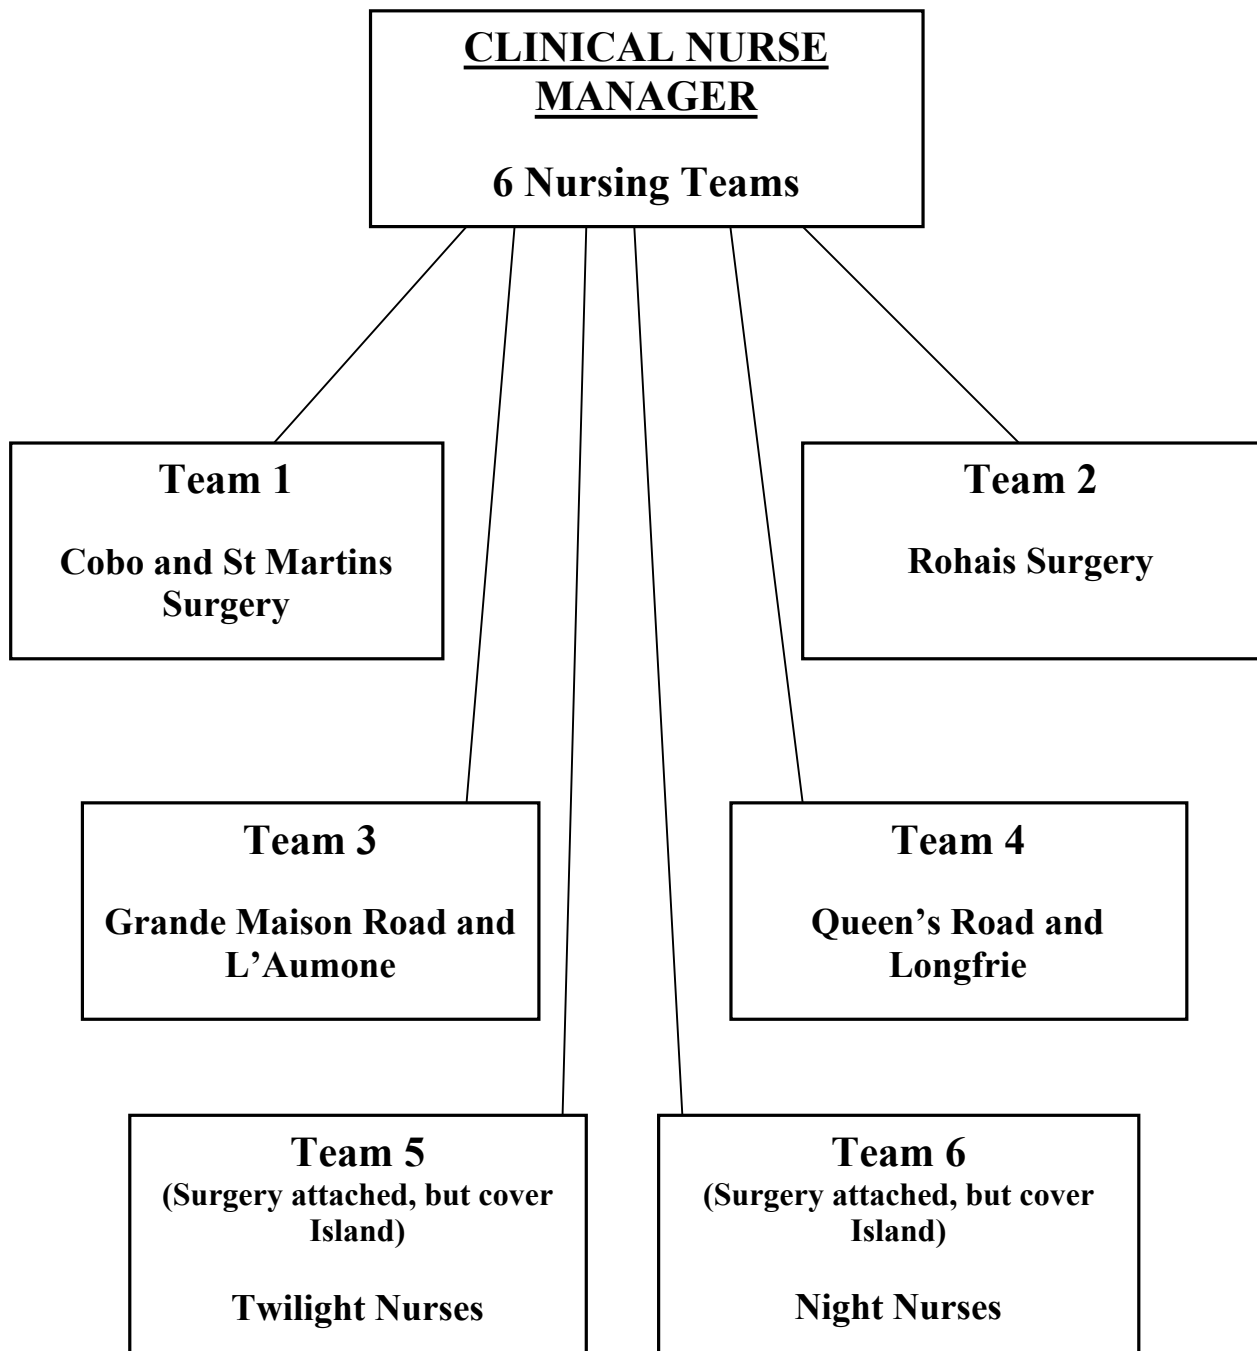 CLINICAL NURSE
MANAGER
6 Nursing Teams
Team 1
Cobo and St Martins
Surgery
Team 2
Rohais Surgery
Team 3
Grande Maison Road and
L’Aumone
Team 4
Queen’s Road and
Longfrie
Team 5
(Surgery attached, but cover
Island)
Twilight Nurses
Team 6
(Surgery attached, but cover
Island)
Night Nurses